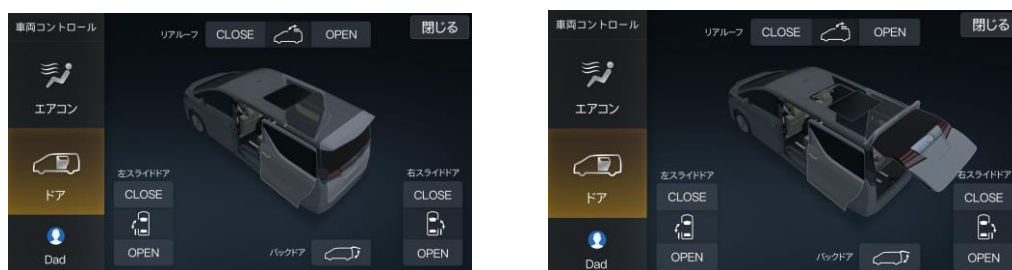 車両コントロール
リアルーフ CLOSE OPEN
閉じる
エアコン
ドア
左スライドドア
CLOSE
OPEN
バックドア
右スライドドア
CLOSE
OPEN
Dad
車両コントロール
リアルーフ CLOSE OPEN
閉じる
エアコン
ドア
左スライドドア
CLOSE
OPEN
バックドア
右スライドドア
CLOSE
OPEN
Dad